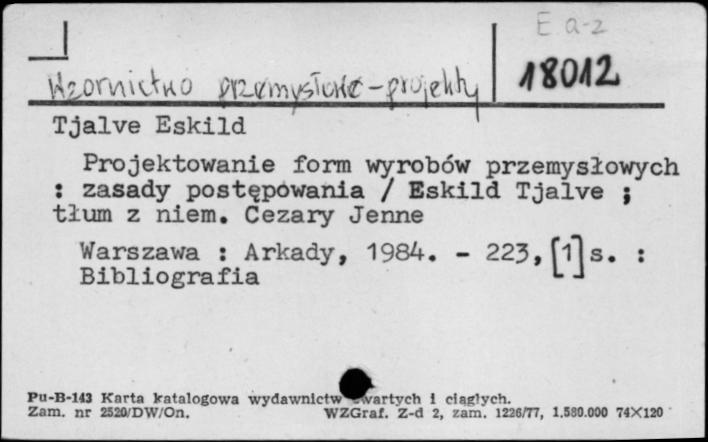 E a-z
18012
Wzornictwo przemysłowe - projekty
Tjalve Eskild
Projektowanie form wyrobów przemysłowych
: zasady postępowania / Eskild Tjalve ;
tłum z niem. Cezary Jenne
Warszawa : Arkady, 1984. - 223, [1] s. :
Bibliografia
Pu-B-143 Karta katalogowa wydawnictw zwartych i ciągłych.
Zam. nr 2520/DW/On. WZGraf. Z-d 2, zam. 1226/77, 1.580.000 74X120